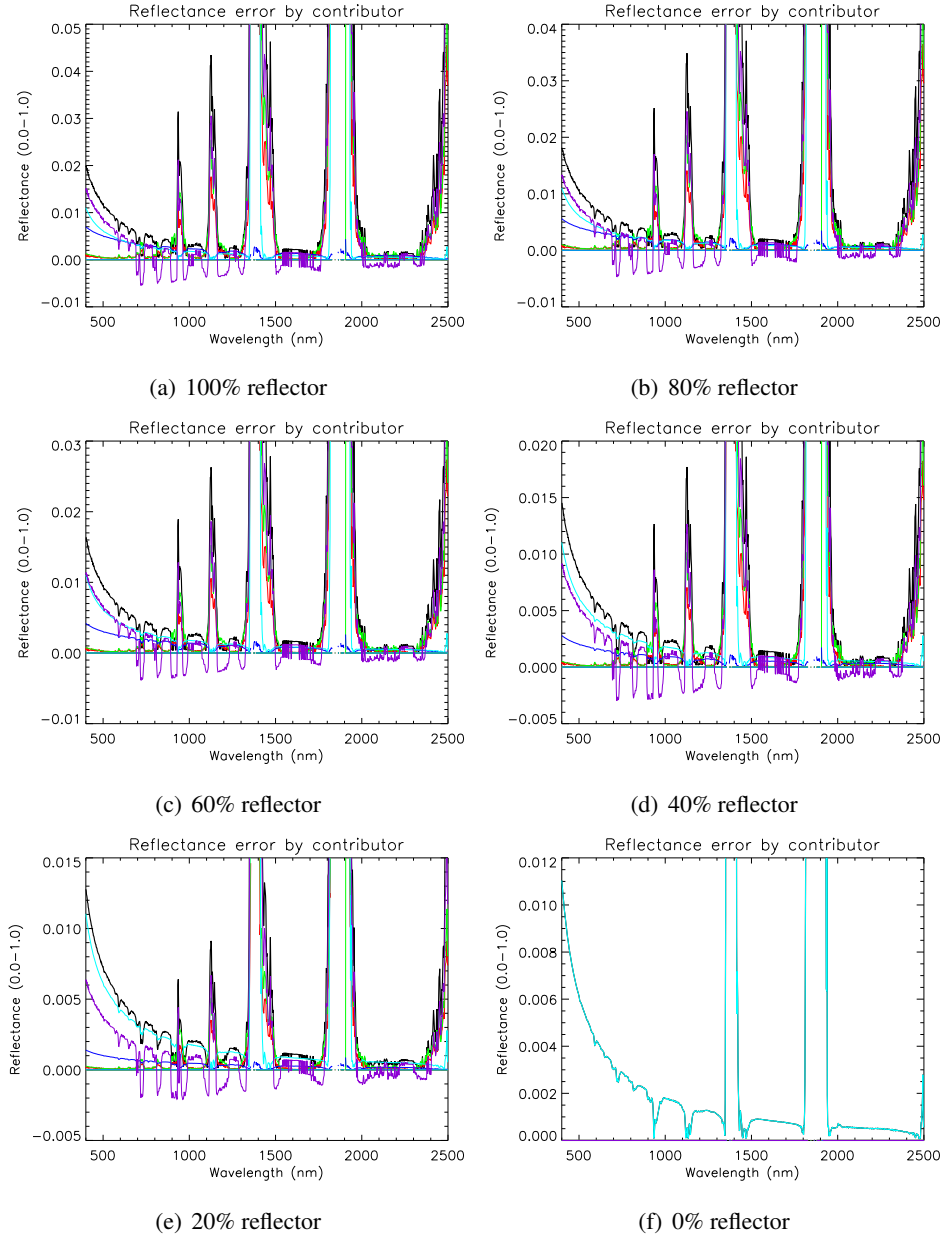 Reflectance error by contributor
0.05
0.04
0.03
0.02
0.01
0.00
−0.01
Reflectance (0.0−1.0)
500 1000 1500 2000 2500
Wavelength (nm)
(a) 100% reflector
Reflectance error by contributor
0.04
0.03
0.02
0.01
0.00
−0.01
Reflectance (0.0−1.0)
500 1000 1500 2000 2500
Wavelength (nm)
(b) 80% reflector
Reflectance error by contributor
0.03
0.02
0.01
0.00
−0.01
Reflectance (0.0−1.0)
500 1000 1500 2000 2500
Wavelength (nm)
(c) 60% reflector
Reflectance error by contributor
0.020
0.015
0.010
0.005
0.000
−0.005
Reflectance (0.0−1.0)
500 1000 1500 2000 2500
Wavelength (nm)
(d) 40% reflector
Reflectance error by contributor
0.015
0.010
0.005
0.000
−0.005
Reflectance (0.0−1.0)
500 1000 1500 2000 2500
Wavelength (nm)
(e) 20% reflector
Reflectance error by contributor
0.012
0.010
0.008
0.006
0.004
0.002
0.000
Reflectance (0.0−1.0)
500 1000 1500 2000 2500
Wavelength (nm)
(f) 0% reflector